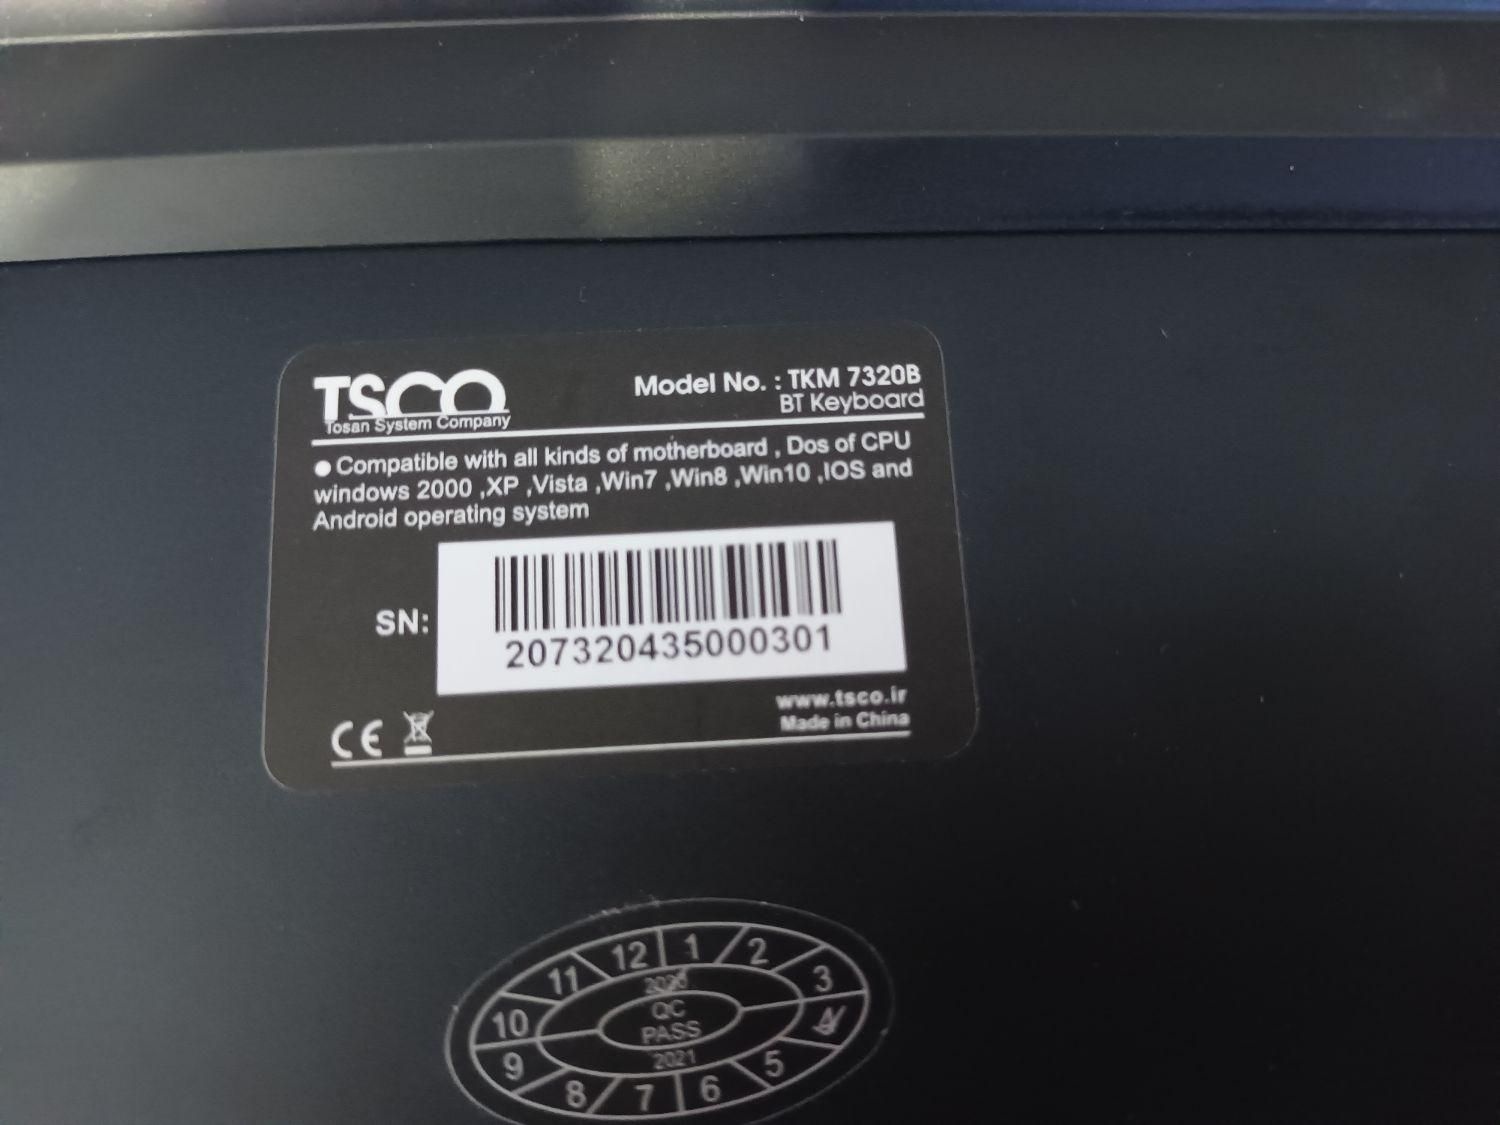 TSCO
Tosan System Company
Model No. : TKM 7320B
BT Keyboard
● Compatible with all kinds of motherboard , Dos of CPU
windows 2000 ,XP ,Vista ,Win7 ,Win8 ,Win10 ,IOS and
Android operating system
SN:
207320435000301
www.tsco.ir
Made in China
CE
12 1 2 3 4 5 6 7 8 9 10 11
2020
QC
PASS
2021